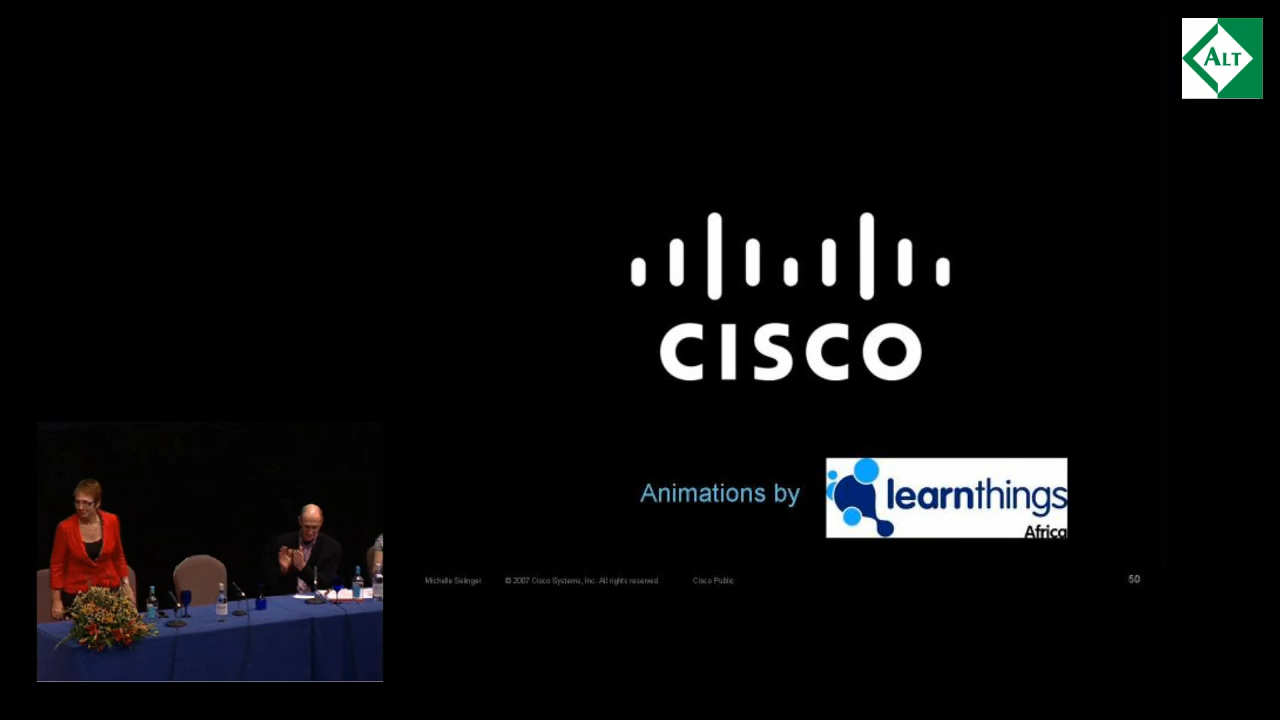 ALT
CISCO
Animations by
learnthings
Africa
Michelle Selinger © 2007 Cisco Systems, Inc. All rights reserved. Cisco Public 50